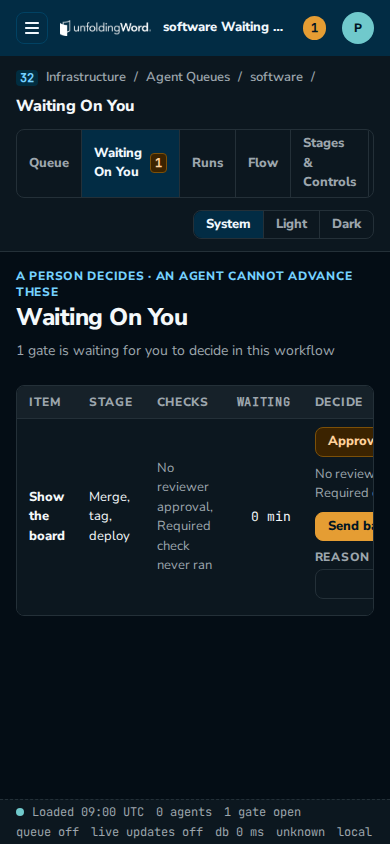 unfoldingWord. software Waiting ... 1 P
32 Infrastructure / Agent Queues / software /
Waiting On You
Queue Waiting On You 1 Runs Flow Stages & Controls
System Light Dark
A PERSON DECIDES · AN AGENT CANNOT ADVANCE
THESE
Waiting On You
1 gate is waiting for you to decide in this workflow
ITEM STAGE CHECKS WAITING DECIDE
Show
the
board
Merge,
tag,
deploy
No
reviewer
approval,
Required
check
never ran
0 min
No
Required
Send
REASON
Loaded 09:00 UTC 0 agents 1 gate open
queue off live updates off db 0 ms unknown local